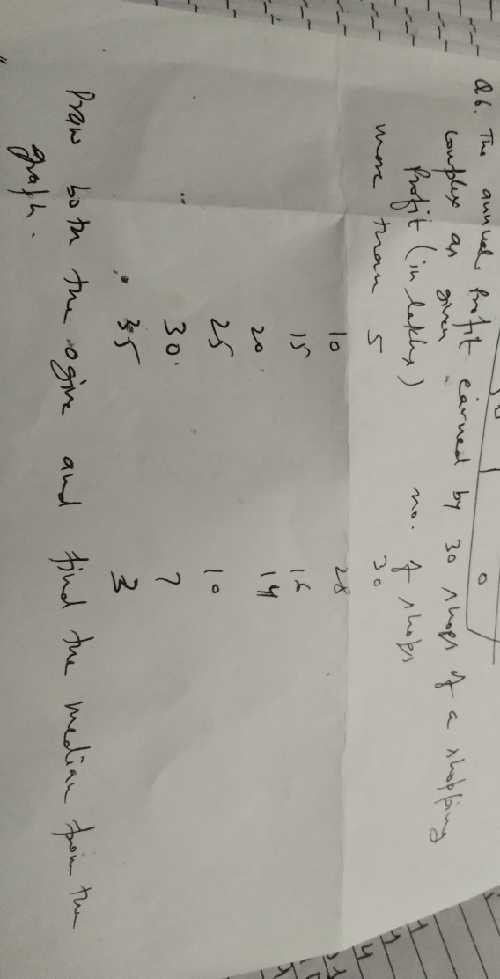 Q6. The annual Profit earned by 30 shops of a shopping
complex as given
Profit (in lakhs) no. of shops
more than 5 30
10 28
15 16
20 14
25 10
30 7
35 3
Draw both the ogive and find the median from the
graph.